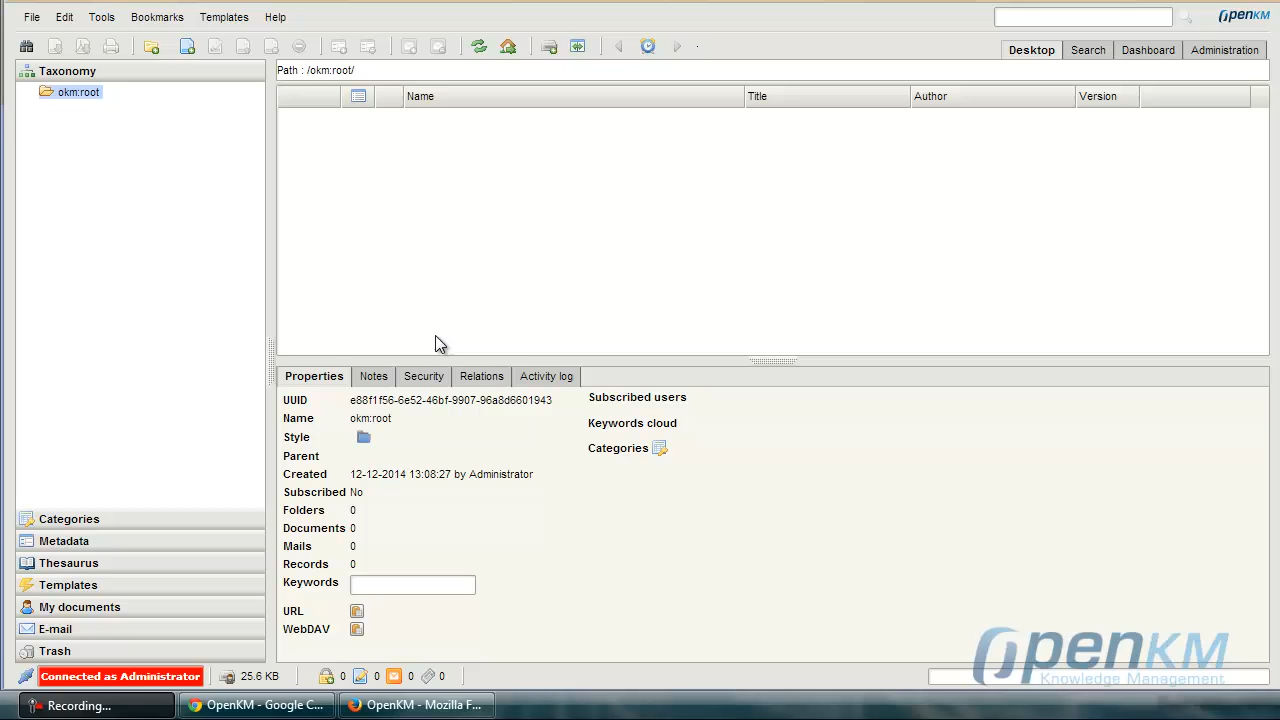 File Edit Tools Bookmarks Templates Help
OpenKM
Desktop Search Dashboard Administration
Taxonomy
Path : /okm:root/
okm:root
Name Title Author Version
Properties Notes Security Relations Activity log
UUID e88f1f56-6e52-46bf-9907-96a8d6601943
Subscribed users
Name okm:root
Keywords cloud
Style
Categories
Parent
Created 12-12-2014 13:08:27 by Administrator
Subscribed No
Folders 0
Documents 0
Mails 0
Records 0
Keywords
URL
WebDAV
Categories
Metadata
Thesaurus
Templates
My documents
E-mail
Trash
OpenKM
Knowledge Management
Connected as Administrator 25.6 KB 0 0 0 0
Recording... OpenKM - Google C... OpenKM - Mozilla F...